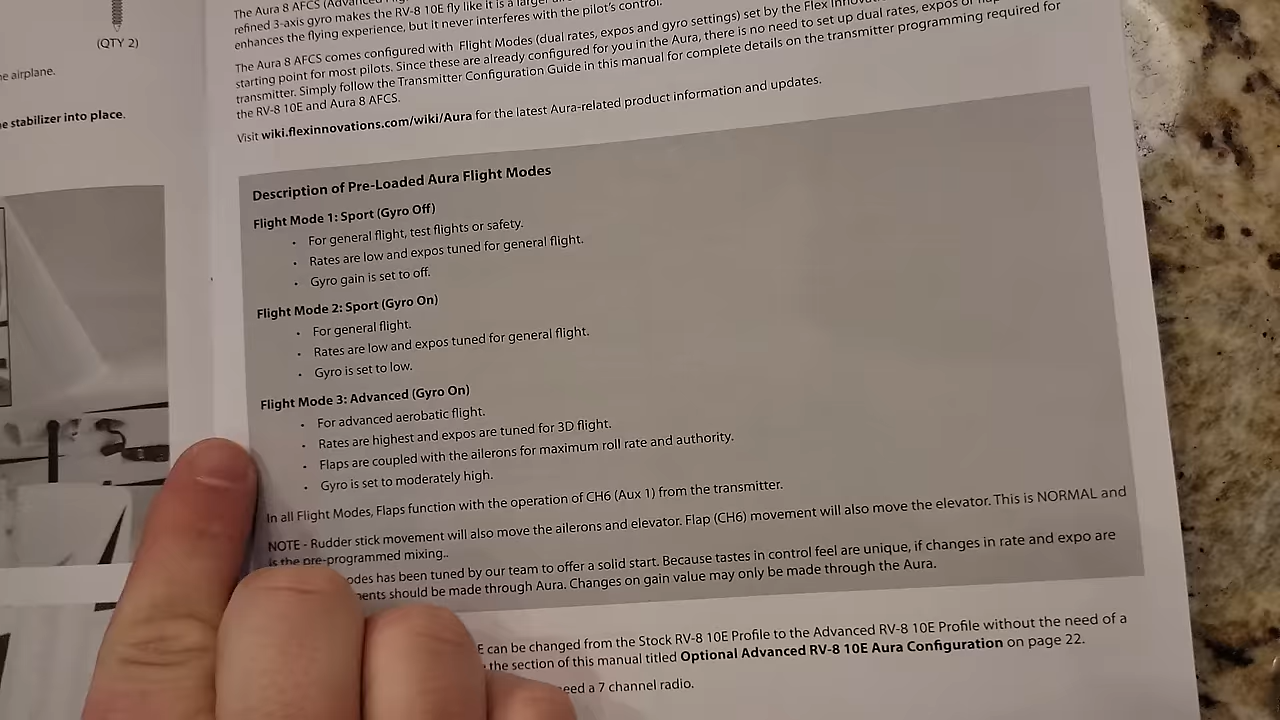 (QTY 2)
e airplane.
e stabilizer into place.
The Aura 8 AFCS (Advanced
refined 3-axis gyro makes the RV-8 10E fly like it is a
enhances the flying experience, but it never interferes with the pilot's control.
The Aura 8 AFCS comes configured with Flight Modes (dual rates, expos and gyro settings) set by the Flex
starting point for most pilots. Since these are already configured for you in the Aura, there is no need to set up dual rates, expos
transmitter. Simply follow the Transmitter Configuration Guide in this manual for complete details on the transmitter programming required for
the RV-8 10E and Aura 8 AFCS.
Visit wiki.flexinnovations.com/wiki/Aura for the latest Aura-related product information and updates.
Description of Pre-Loaded Aura Flight Modes
Flight Mode 1: Sport (Gyro Off)
• For general flight, test flights or safety.
• Rates are low and expos tuned for general flight.
• Gyro gain is set to off.
Flight Mode 2: Sport (Gyro On)
• For general flight.
• Rates are low and expos tuned for general flight.
• Gyro is set to low.
Flight Mode 3: Advanced (Gyro On)
• For advanced aerobatic flight.
• Rates are highest and expos are tuned for 3D flight.
• Flaps are coupled with the ailerons for maximum roll rate and authority.
• Gyro is set to moderately high.
In all Flight Modes, Flaps function with the operation of CH6 (Aux 1) from the transmitter.
NOTE - Rudder stick movement will also move the ailerons and elevator. Flap (CH6) movement will also move the elevator. This is NORMAL and
is the pre-programmed mixing..
odes has been tuned by our team to offer a solid start. Because tastes in control feel are unique, if changes in rate and expo are
ents should be made through Aura. Changes on gain value may only be made through the Aura.
E can be changed from the Stock RV-8 10E Profile to the Advanced RV-8 10E Profile without the need of a
the section of this manual titled Optional Advanced RV-8 10E Aura Configuration on page 22.
eed a 7 channel radio.